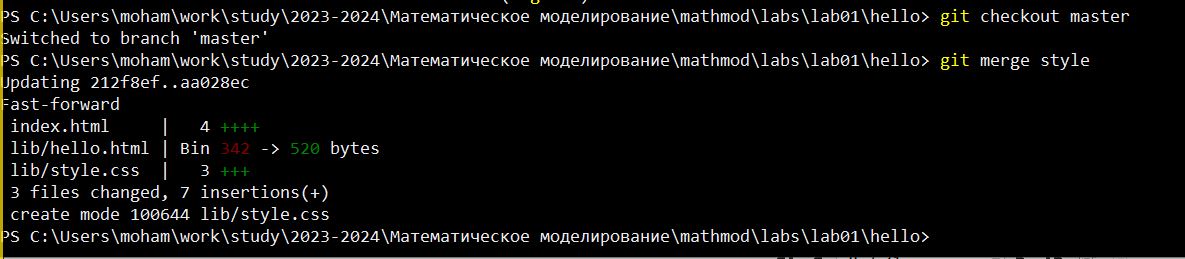 PS C:\Users\moham\work\study\2023-2024\Математическое моделирование\mathmod\labs\lab01\hello> git checkout master
Switched to branch 'master'
PS C:\Users\moham\work\study\2023-2024\Математическое моделирование\mathmod\labs\lab01\hello> git merge style
Updating 212f8ef..aa028ec
Fast-forward
 index.html     |   4 ++++
 lib/hello.html | Bin 342 -> 520 bytes
 lib/style.css  |   3 +++
 3 files changed, 7 insertions(+)
 create mode 100644 lib/style.css
PS C:\Users\moham\work\study\2023-2024\Математическое моделирование\mathmod\labs\lab01\hello>